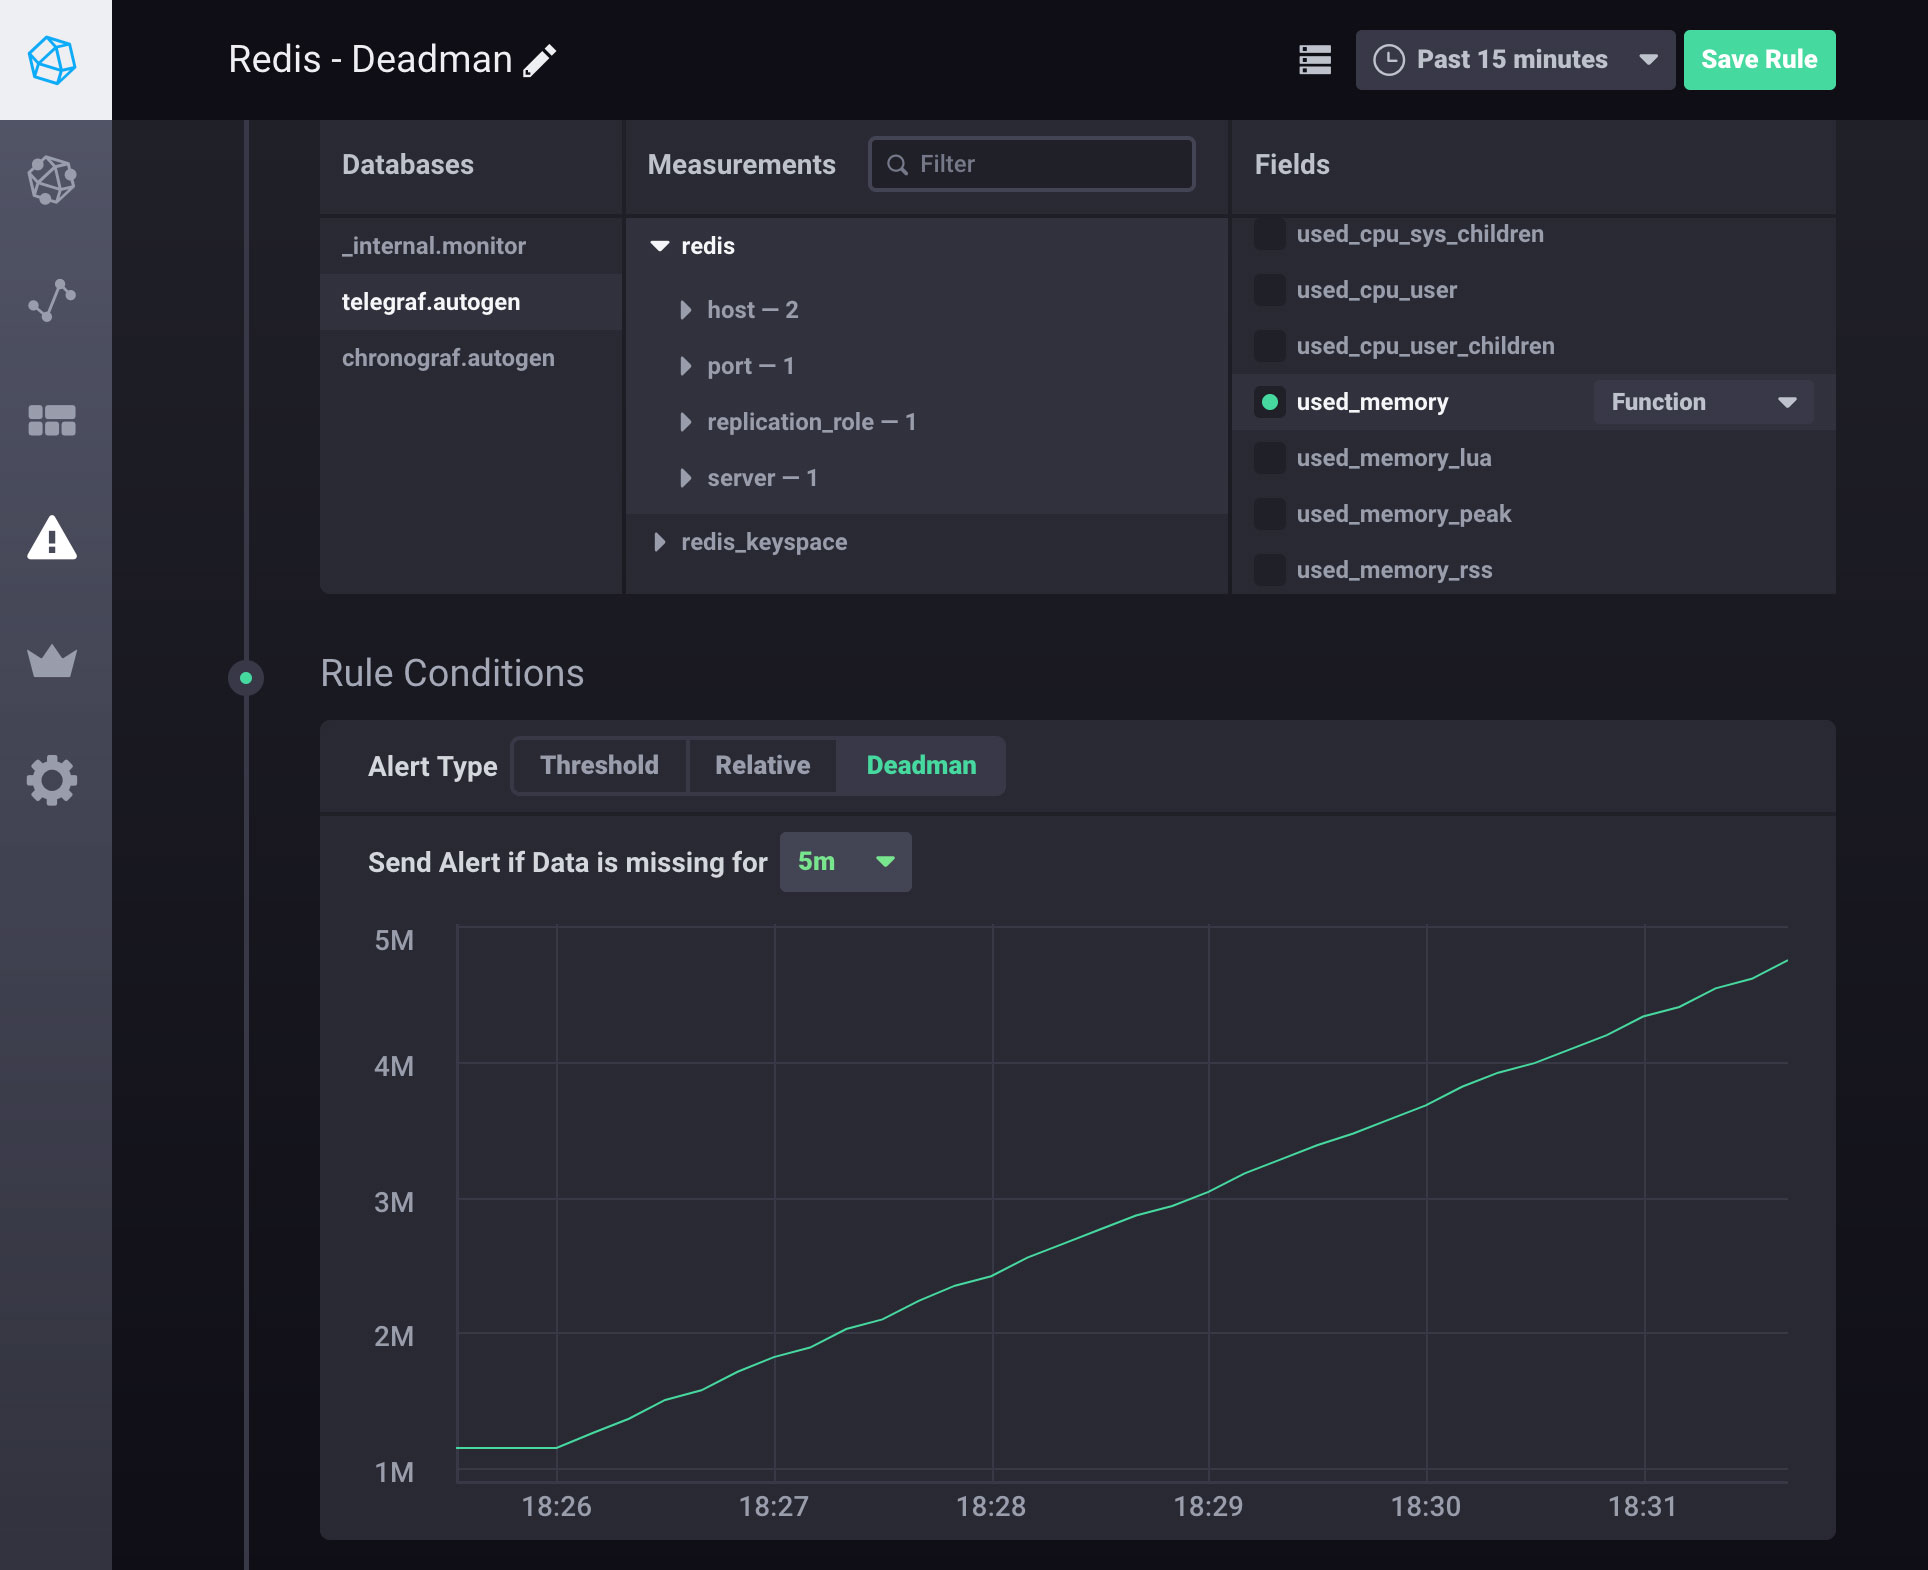 Redis - Deadman
Past 15 minutes
Save Rule
Databases
Measurements
Filter
Fields
_internal.monitor
telegraf.autogen
chronograf.autogen
redis
host — 2
port — 1
replication_role — 1
server — 1
redis_keyspace
used_cpu_sys_children
used_cpu_user
used_cpu_user_children
used_memory
Function
used_memory_lua
used_memory_peak
used_memory_rss
Rule Conditions
Alert Type
Threshold
Relative
Deadman
Send Alert if Data is missing for
5m
5M
4M
3M
2M
1M
18:26
18:27
18:28
18:29
18:30
18:31